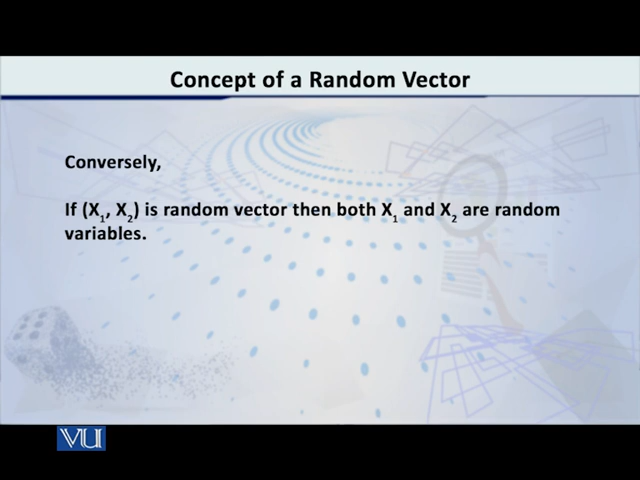 Concept of a Random Vector
Conversely,
If (X₁, X₂) is random vector then both X₁ and X₂ are random
variables.
VU